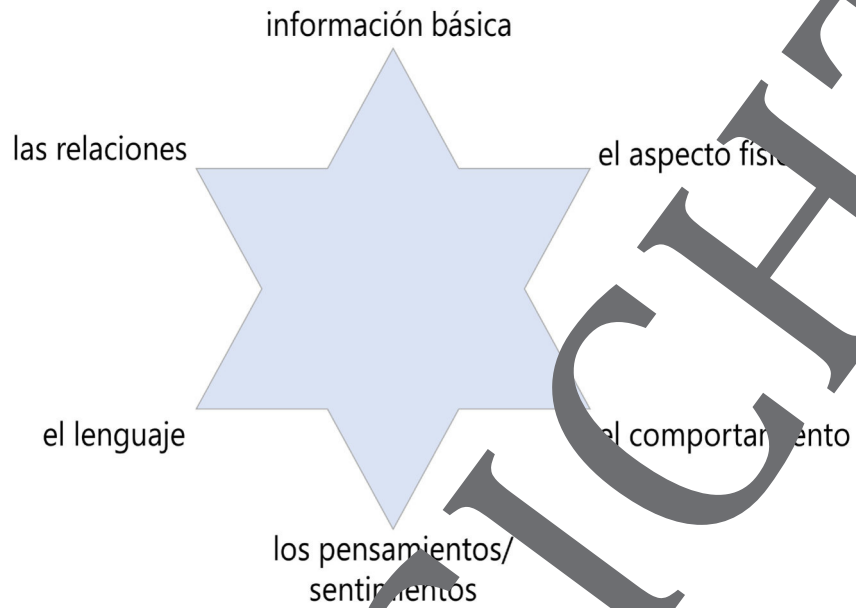 información básica
las relaciones
el aspecto
el lenguaje
el comportamiento
los pensamientos/
sentimientos